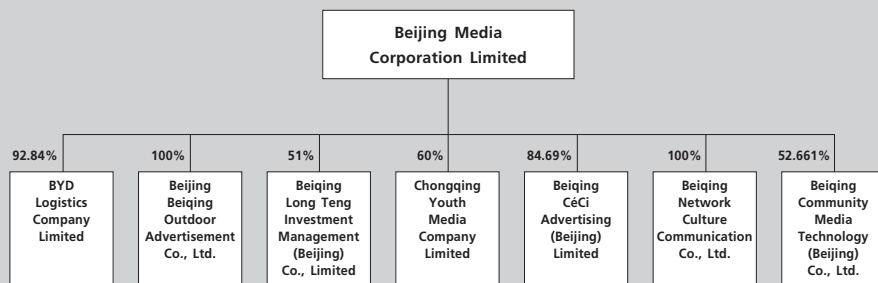 Beijing Media
Corporation Limited
92.84%
100%
51%
60%
84.69%
100%
52.661%
BYD
Logistics
Company
Limited
Beijing
Beiqing
Outdoor
Advertisement
Co., Ltd.
Beiqing
Long Teng
Investment
Management
(Beijing)
Co., Limited
Chongqing
Youth
Media
Company
Limited
Beiqing
CéCi
Advertising
(Beijing)
Limited
Beiqing
Network
Culture
Communication
Co., Ltd.
Beiqing
Community
Media
Technology
(Beijing)
Co., Ltd.